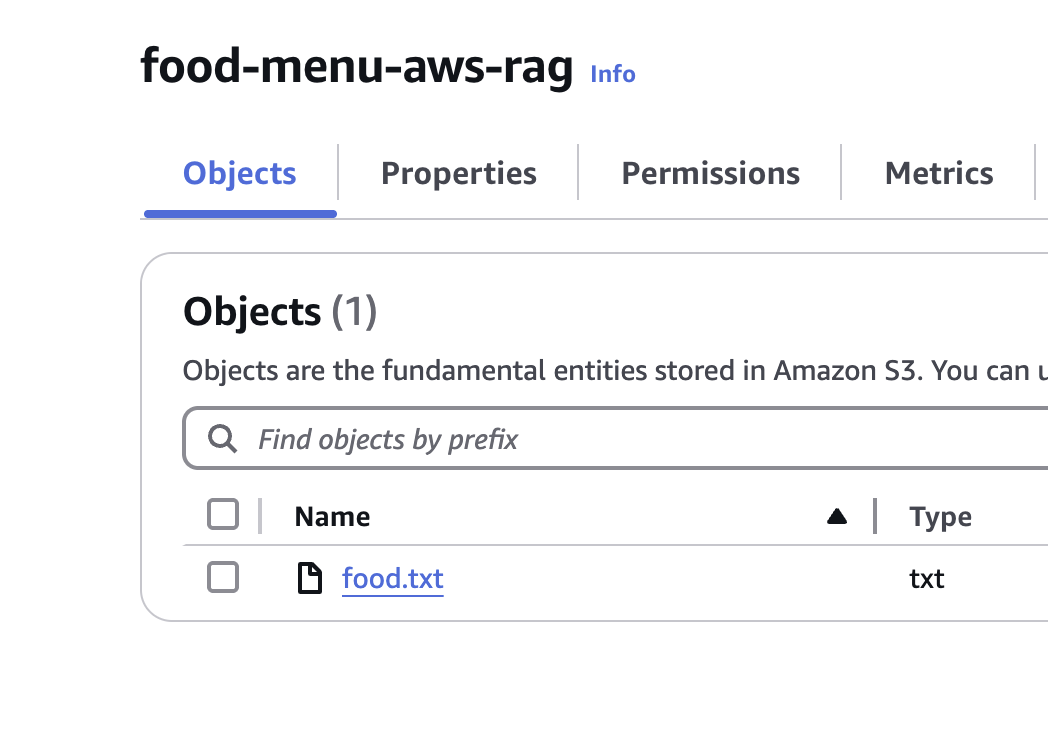 food-menu-aws-rag Info
Objects Properties Permissions Metrics
Objects (1)
Objects are the fundamental entities stored in Amazon S3. You can
Find objects by prefix
Name Type
food.txt txt